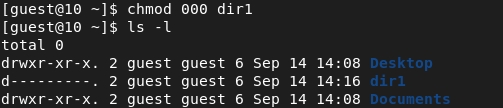 [guest@10 ~]$ chmod 000 dir1
[guest@10 ~]$ ls -l
total 0
drwxr-xr-x. 2 guest guest 6 Sep 14 14:08 Desktop
d---------. 2 guest guest 6 Sep 14 14:16 dir1
drwxr-xr-x. 2 guest guest 6 Sep 14 14:08 Documents